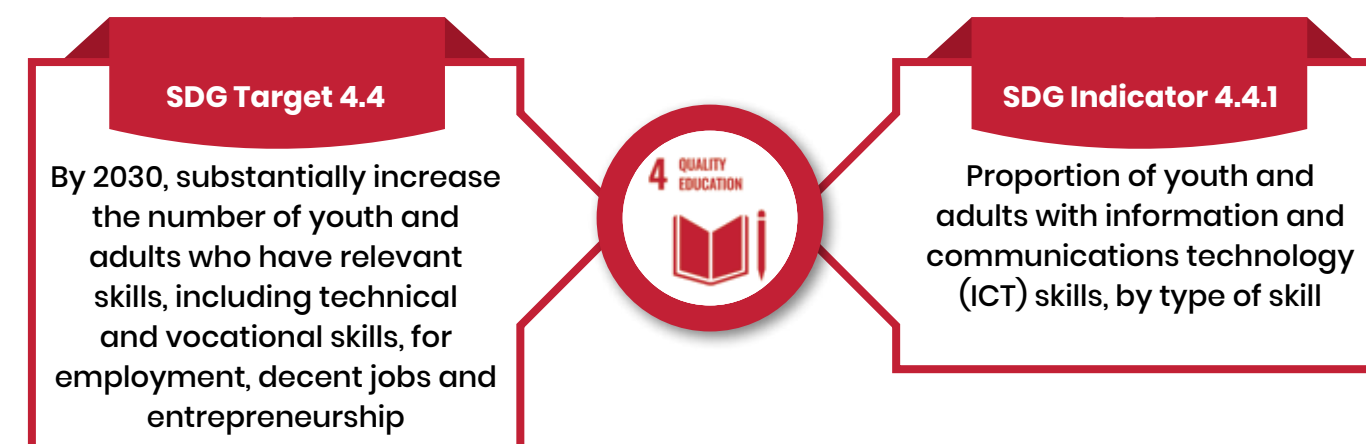 SDG Target 4.4
By 2030, substantially increase
the number of youth and
adults who have relevant
skills, including technical
and vocational skills, for
employment, decent jobs and
entrepreneurship
4 QUALITY
EDUCATION
SDG Indicator 4.4.1
Proportion of youth and
adults with information and
communications technology
(ICT) skills, by type of skill